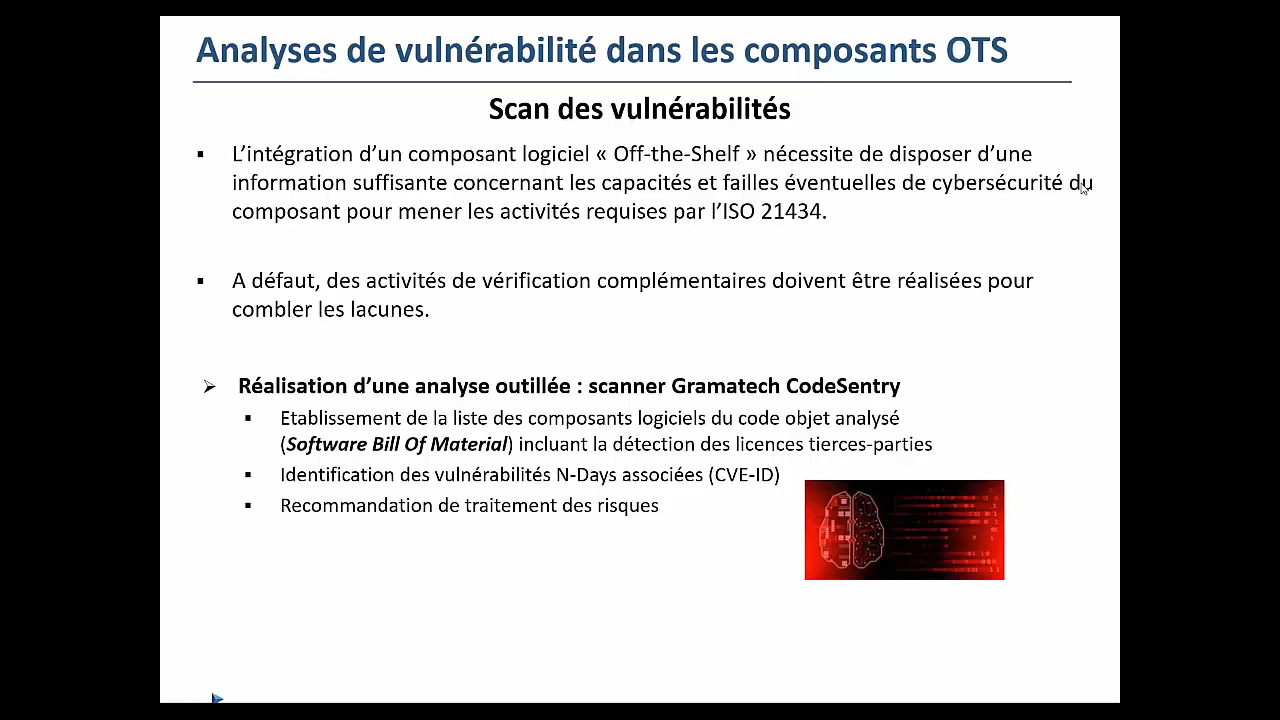 Analyses de vulnérabilité dans les composants OTS
Scan des vulnérabilités
▪ L’intégration d’un composant logiciel « Off-the-Shelf » nécessite de disposer d’une
information suffisante concernant les capacités et failles éventuelles de cybersécurité du
composant pour mener les activités requises par l’ISO 21434.
▪ A défaut, des activités de vérification complémentaires doivent être réalisées pour
combler les lacunes.
➢ Réalisation d’une analyse outillée : scanner Gramatech CodeSentry
▪ Etablissement de la liste des composants logiciels du code objet analysé
(Software Bill Of Material) incluant la détection des licences tierces-parties
▪ Identification des vulnérabilités N-Days associées (CVE-ID)
▪ Recommandation de traitement des risques